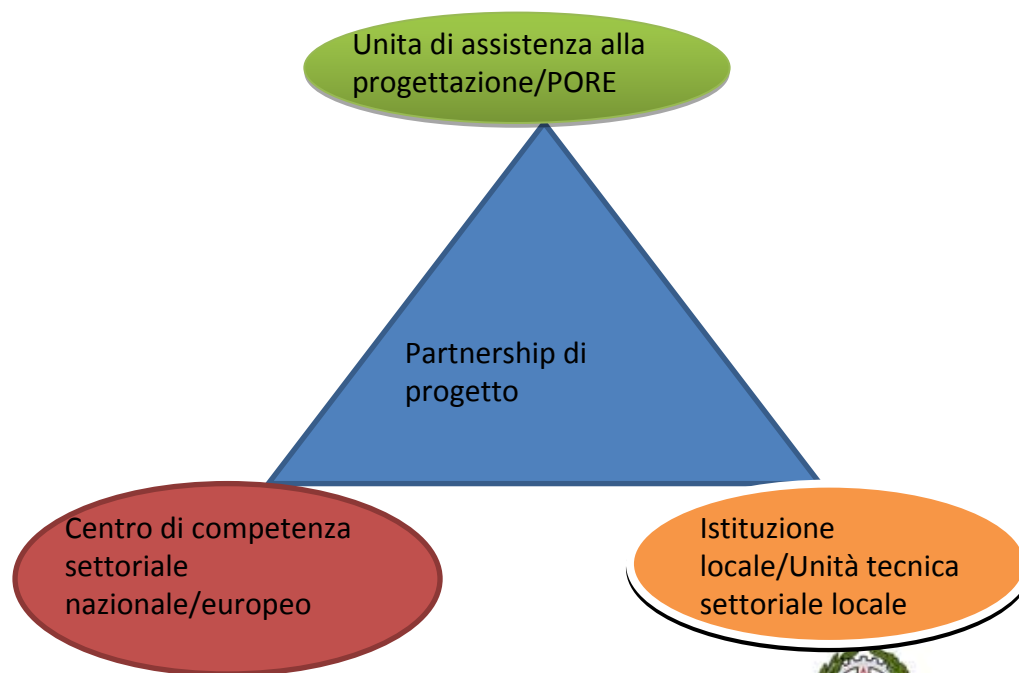 Unita di assistenza alla
progettazione/PORE
Partnership di
progetto
Centro di competenza
settoriale
nazionale/europeo
Istituzione
locale/Unità tecnica
settoriale locale